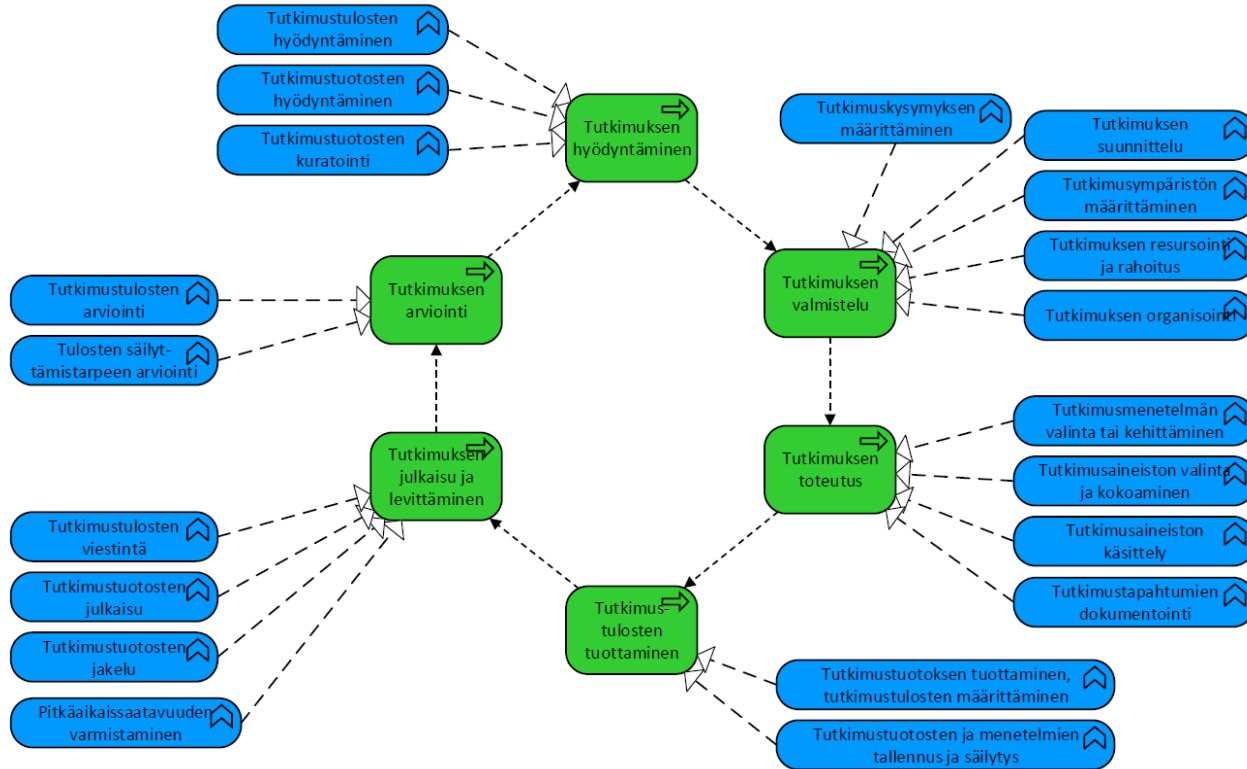 Tutkimustulosten
hyödyntäminen
Tutkimustuotosten
hyödyntäminen
Tutkimustuotosten
kuratointi
Tutkimuksen
hyödyntäminen
Tutkimuskysymyksen
määrittäminen
Tutkimuksen
suunnittelu
Tutkimusympäristön
määrittäminen
Tutkimuksen resursointi
ja rahoitus
Tutkimuksen organisointi
Tutkimuksen
valmistelu
Tutkimuksen
arviointi
Tutkimustulosten
arviointi
Tulosten säilyt-
tämistarpeen arviointi
Tutkimuksen
julkaisu ja
levittäminen
Tutkimuksen
toteutus
Tutkimusmenetelmän
valinta tai kehittäminen
Tutkimusaineiston valinta
ja kokoaminen
Tutkimusaineiston
käsittely
Tutkimustapahtumien
dokumentointi
Tutkimustulosten
viestintä
Tutkimustuotosten
julkaisu
Tutkimustuotosten
jakelu
Pitkäaikaissaatavuuden
varmistaminen
Tutkimus-
tulosten
tuottaminen
Tutkimustuotoksen tuottaminen,
tutkimustulosten määrittäminen
Tutkimustuotosten ja menetelmien
tallennus ja säilytys